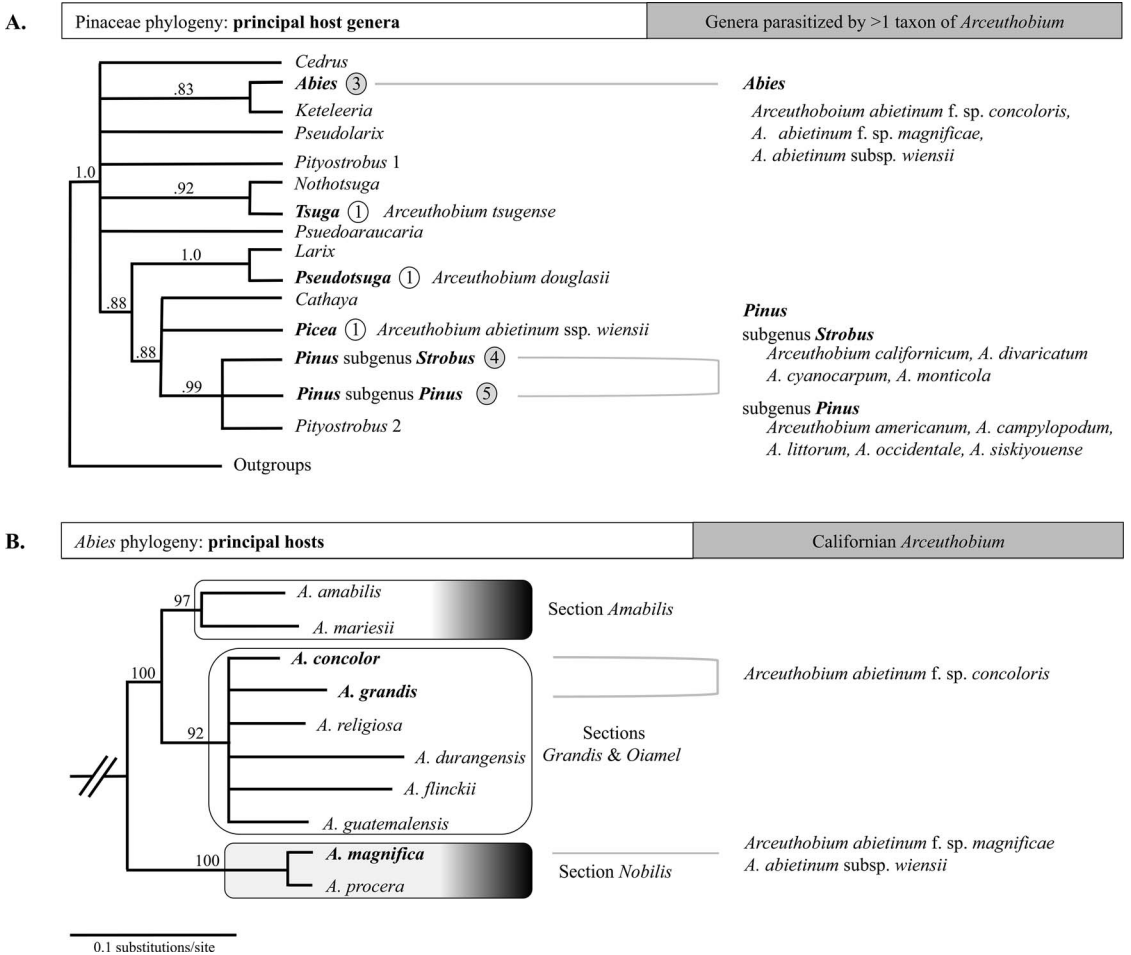 A.
Pinaceae phylogeny: principal host genera
Genera parasitized by >1 taxon of Arceuthobium
Cedrus
.83
Abies 3
Keteleeria
Pseudolarix
Pityostrobus 1
1.0
Nothotsuga
.92
Tsuga 1 Arceuthobium tsugense
Psuedoaraucaria
Larix
1.0
Pseudotsuga 1 Arceuthobium douglasii
Cathaya
.88
Picea 1 Arceuthobium abietinum ssp. wiensii
.88
Pinus subgenus Strobus 4
.99
Pinus subgenus Pinus 5
Pityostrobus 2
Outgroups
Abies
Arceuthoboium abietinum f. sp. concoloris,
A. abietinum f. sp. magnificae,
A. abietinum subsp. wiensii
Pinus
subgenus Strobus
Arceuthobium californicum, A. divaricatum
A. cyanocarpum, A. monticola
subgenus Pinus
Arceuthobium americanum, A. campylopodum,
A. littorum, A. occidentale, A. siskiyouense
B.
Abies phylogeny: principal hosts
Californian Arceuthobium
97
A. amabilis
A. mariesii
Section Amabilis
100
A. concolor
A. grandis
92
A. religiosa
A. durangensis
A. flinckii
A. guatemalensis
Sections
Grandis & Oiamel
Arceuthobium abietinum f. sp. concoloris
100
A. magnifica
A. procera
Section Nobilis
Arceuthobium abietinum f. sp. magnificae
A. abietinum subsp. wiensii
0.1 substitutions/site